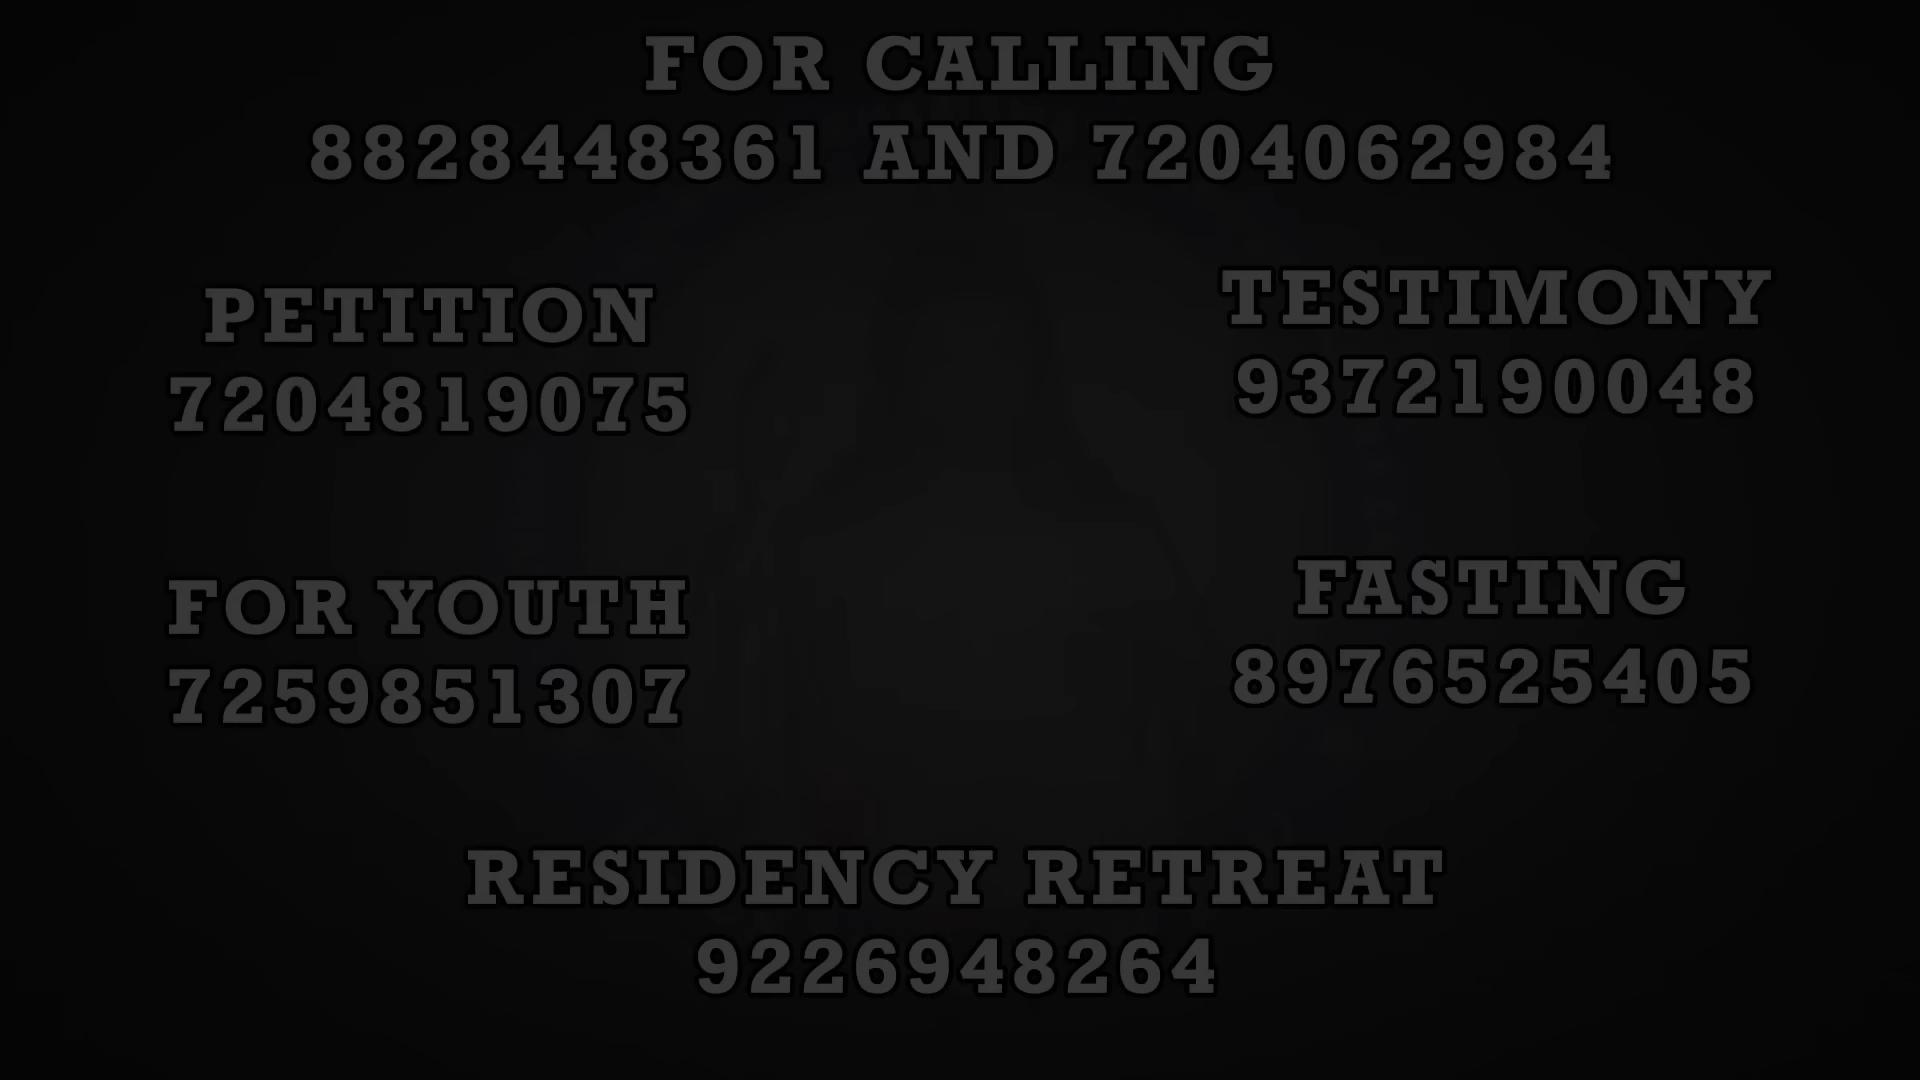 FOR CALLING
8828448361 AND 7204062984
PETITION
7204819075
TESTIMONY
9372190048
FOR YOUTH
7259851307
FASTING
8976525405
RESIDENCY RETREAT
9226948264